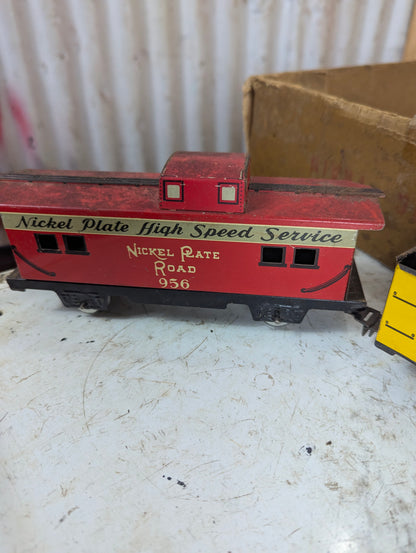 Nickel Plate High Speed Service
NICKEL PLATE
ROAD
956